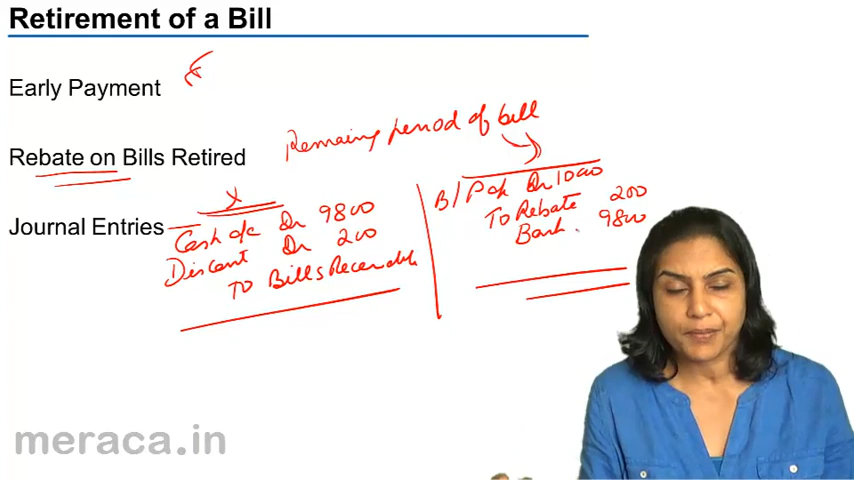 Retirement of a Bill
Early Payment
Remaining period of bill
Rebate on Bills Retired
X
Journal Entries
Cash a/c Dr 9800
Discount Dr 200
To Bills Receivable
B/P a/c Dr 1000
To Rebate 200
Bank. 9800
meraca.in